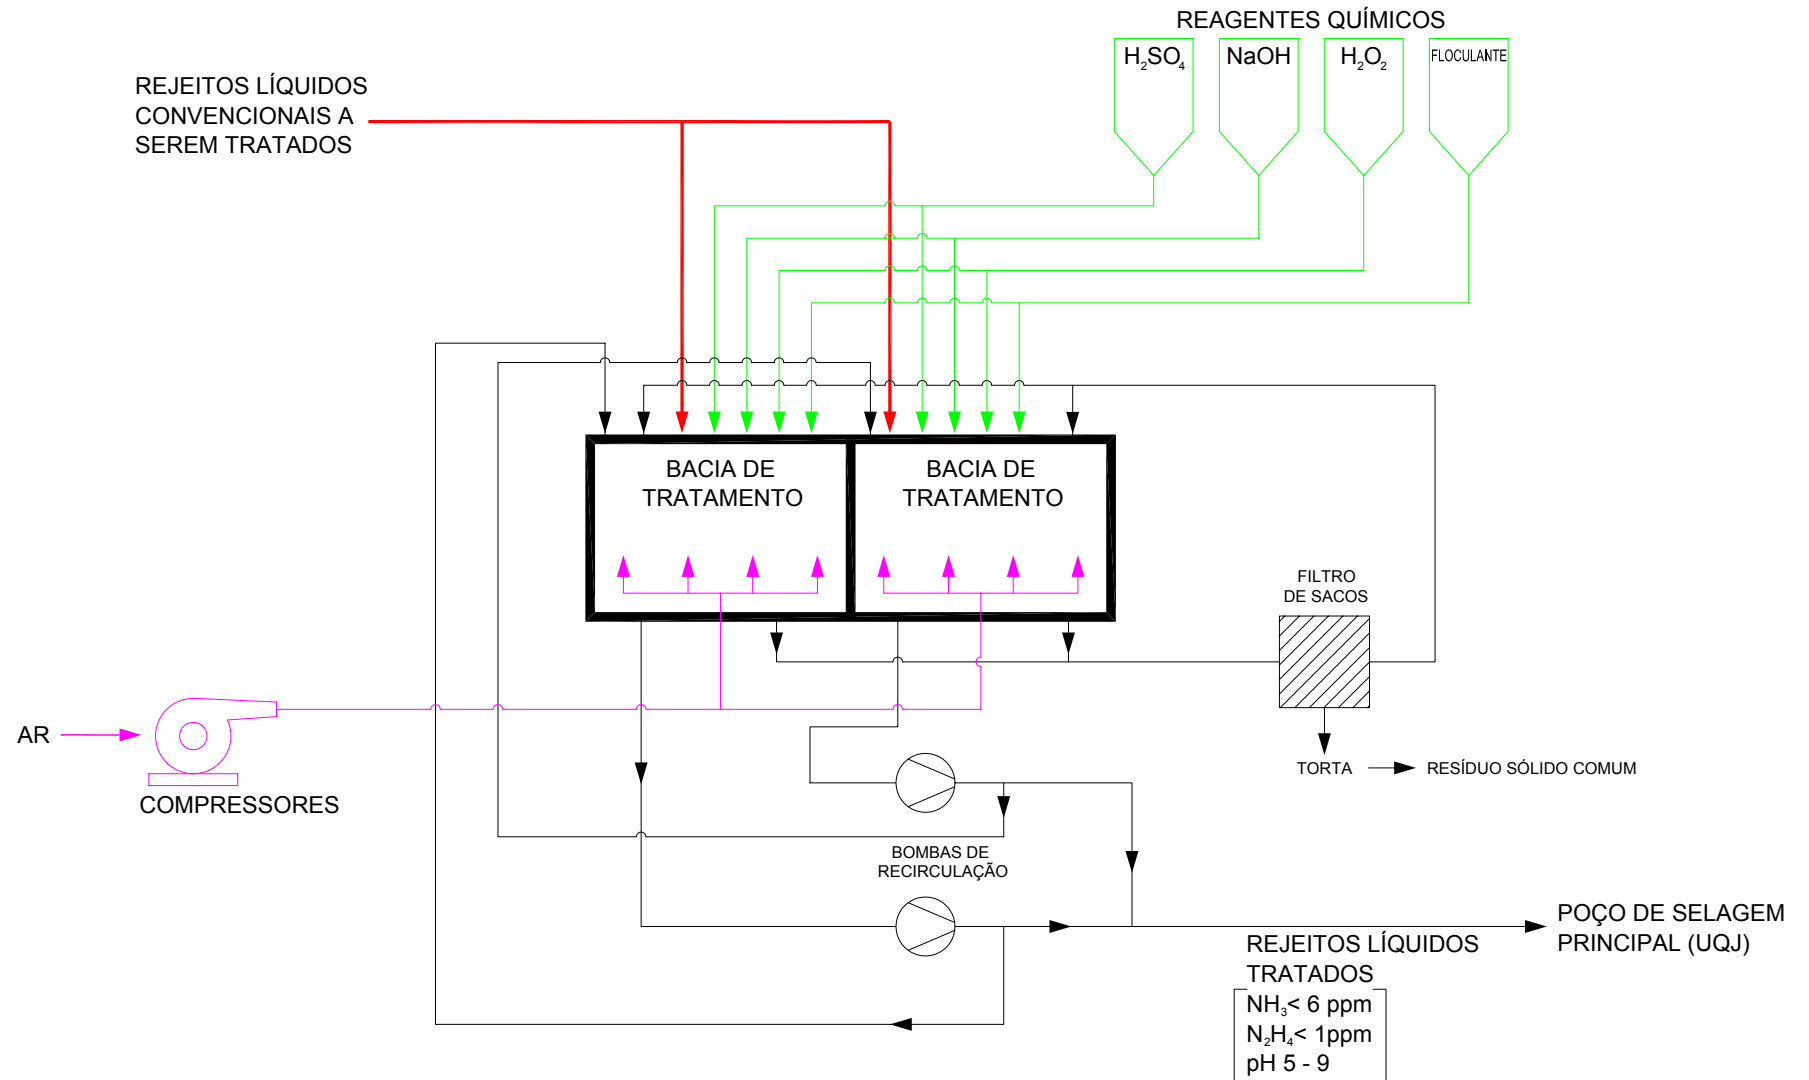 REAGENTES QUÍMICOS
H₂SO₄
NaOH
H₂O₂
FLOCULANTE
REJEITOS LÍQUIDOS
CONVENCIONAIS A
SEREM TRATADOS
BACIA DE
TRATAMENTO
BACIA DE
TRATAMENTO
FILTRO
DE SACOS
AR
COMPRESSORES
TORTA
RESÍDUO SÓLIDO COMUM
BOMBAS DE
RECIRCULAÇÃO
POÇO DE SELAGEM
PRINCIPAL (UQJ)
REJEITOS LÍQUIDOS
TRATADOS
NH₃< 6 ppm
N₂H₄< 1ppm
pH 5 - 9